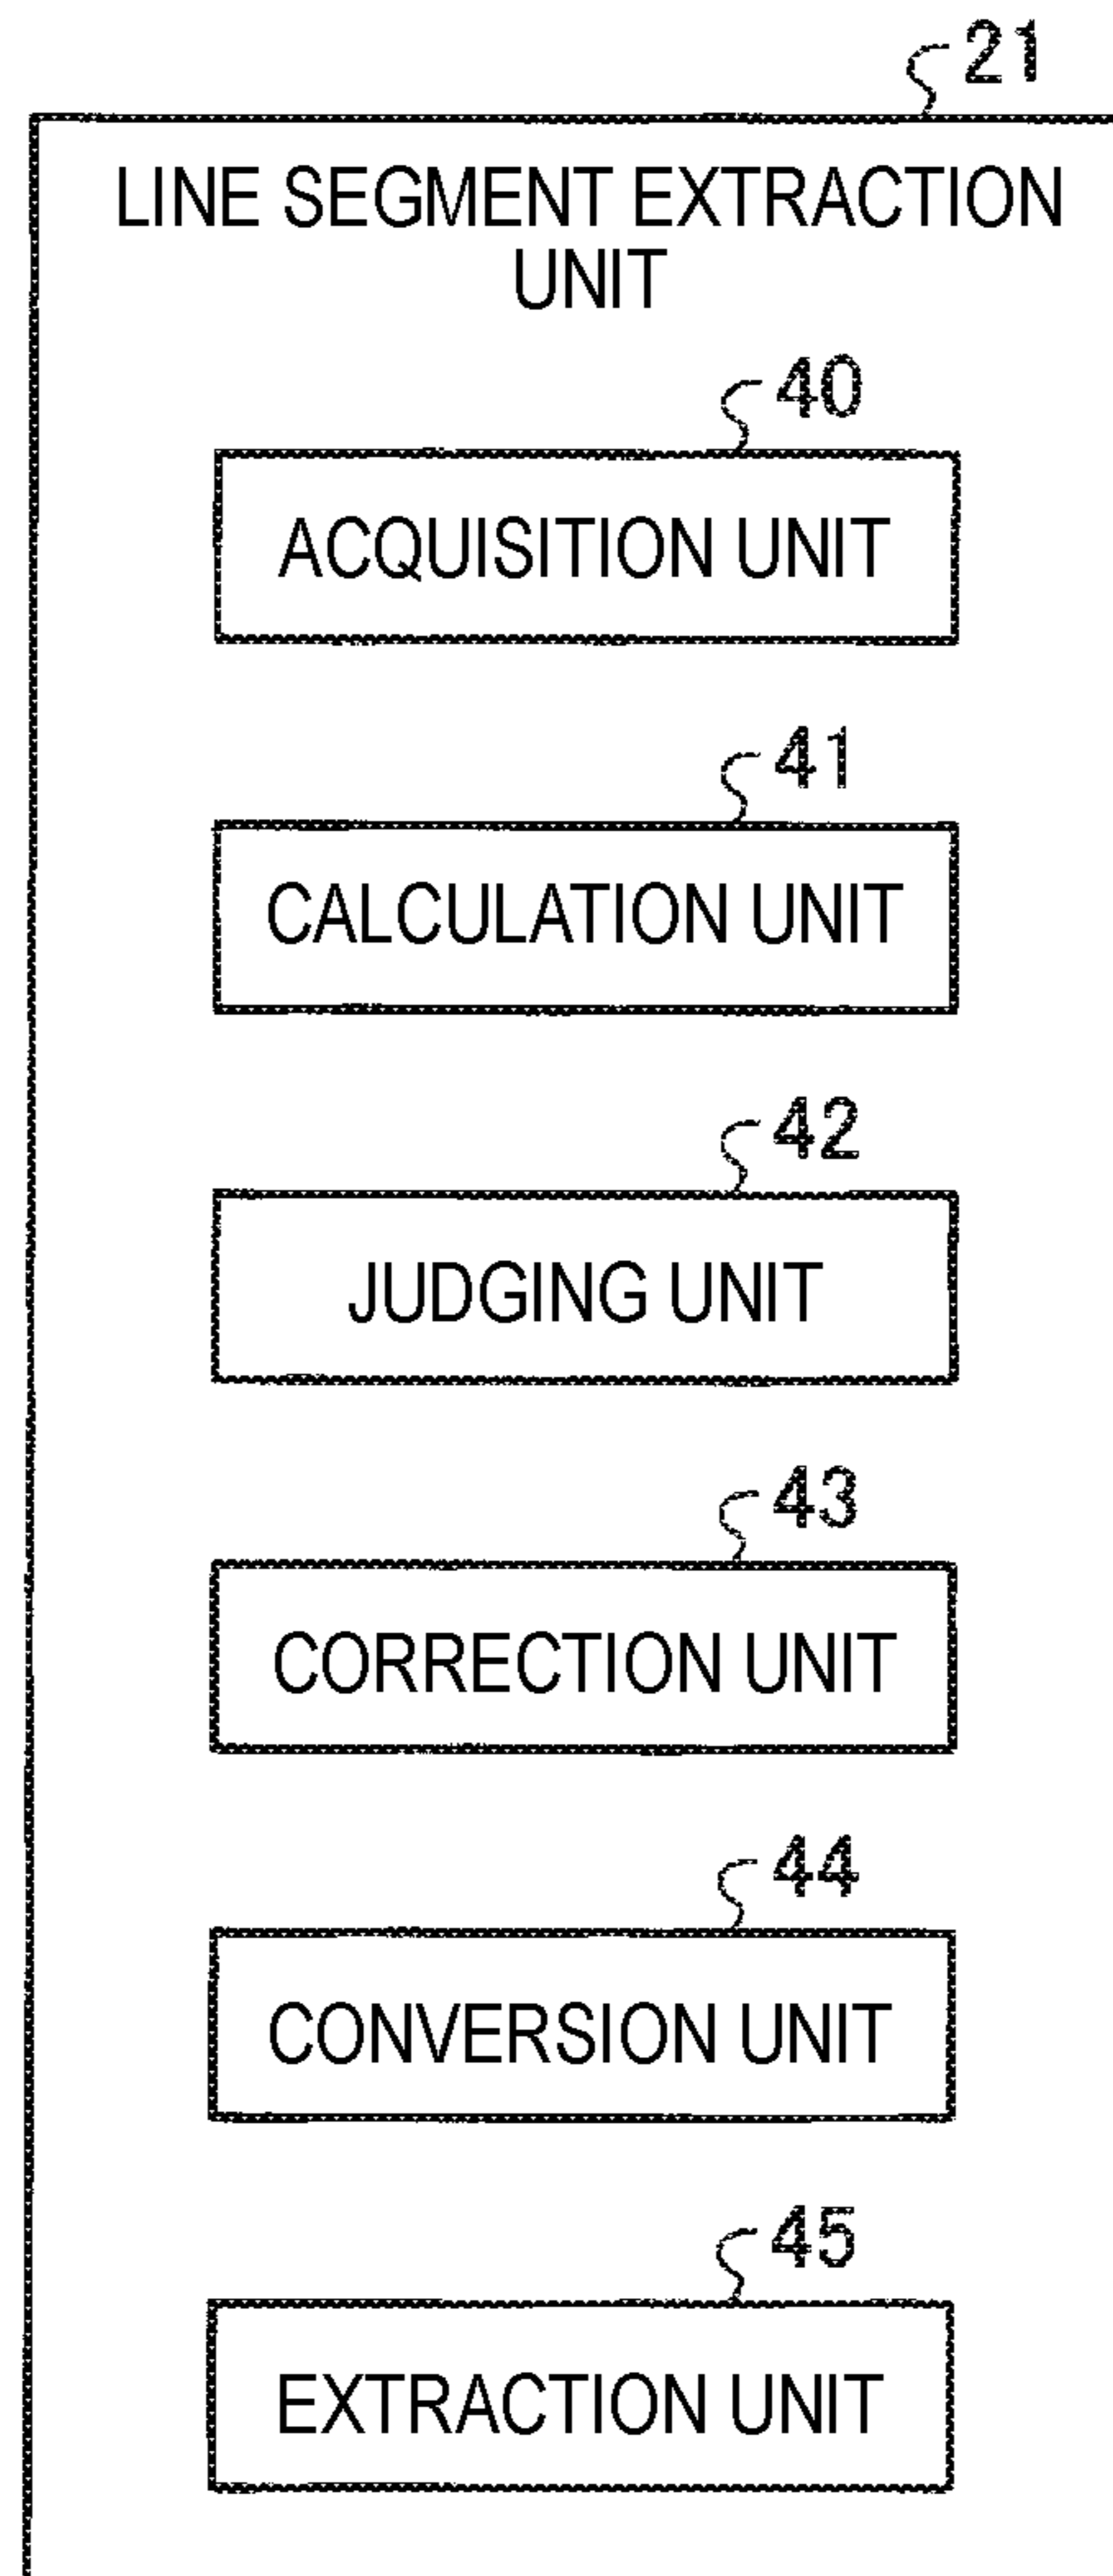 21
LINE SEGMENT EXTRACTION
UNIT
40
ACQUISITION UNIT
41
CALCULATION UNIT
42
JUDGING UNIT
43
CORRECTION UNIT
44
CONVERSION UNIT
45
EXTRACTION UNIT